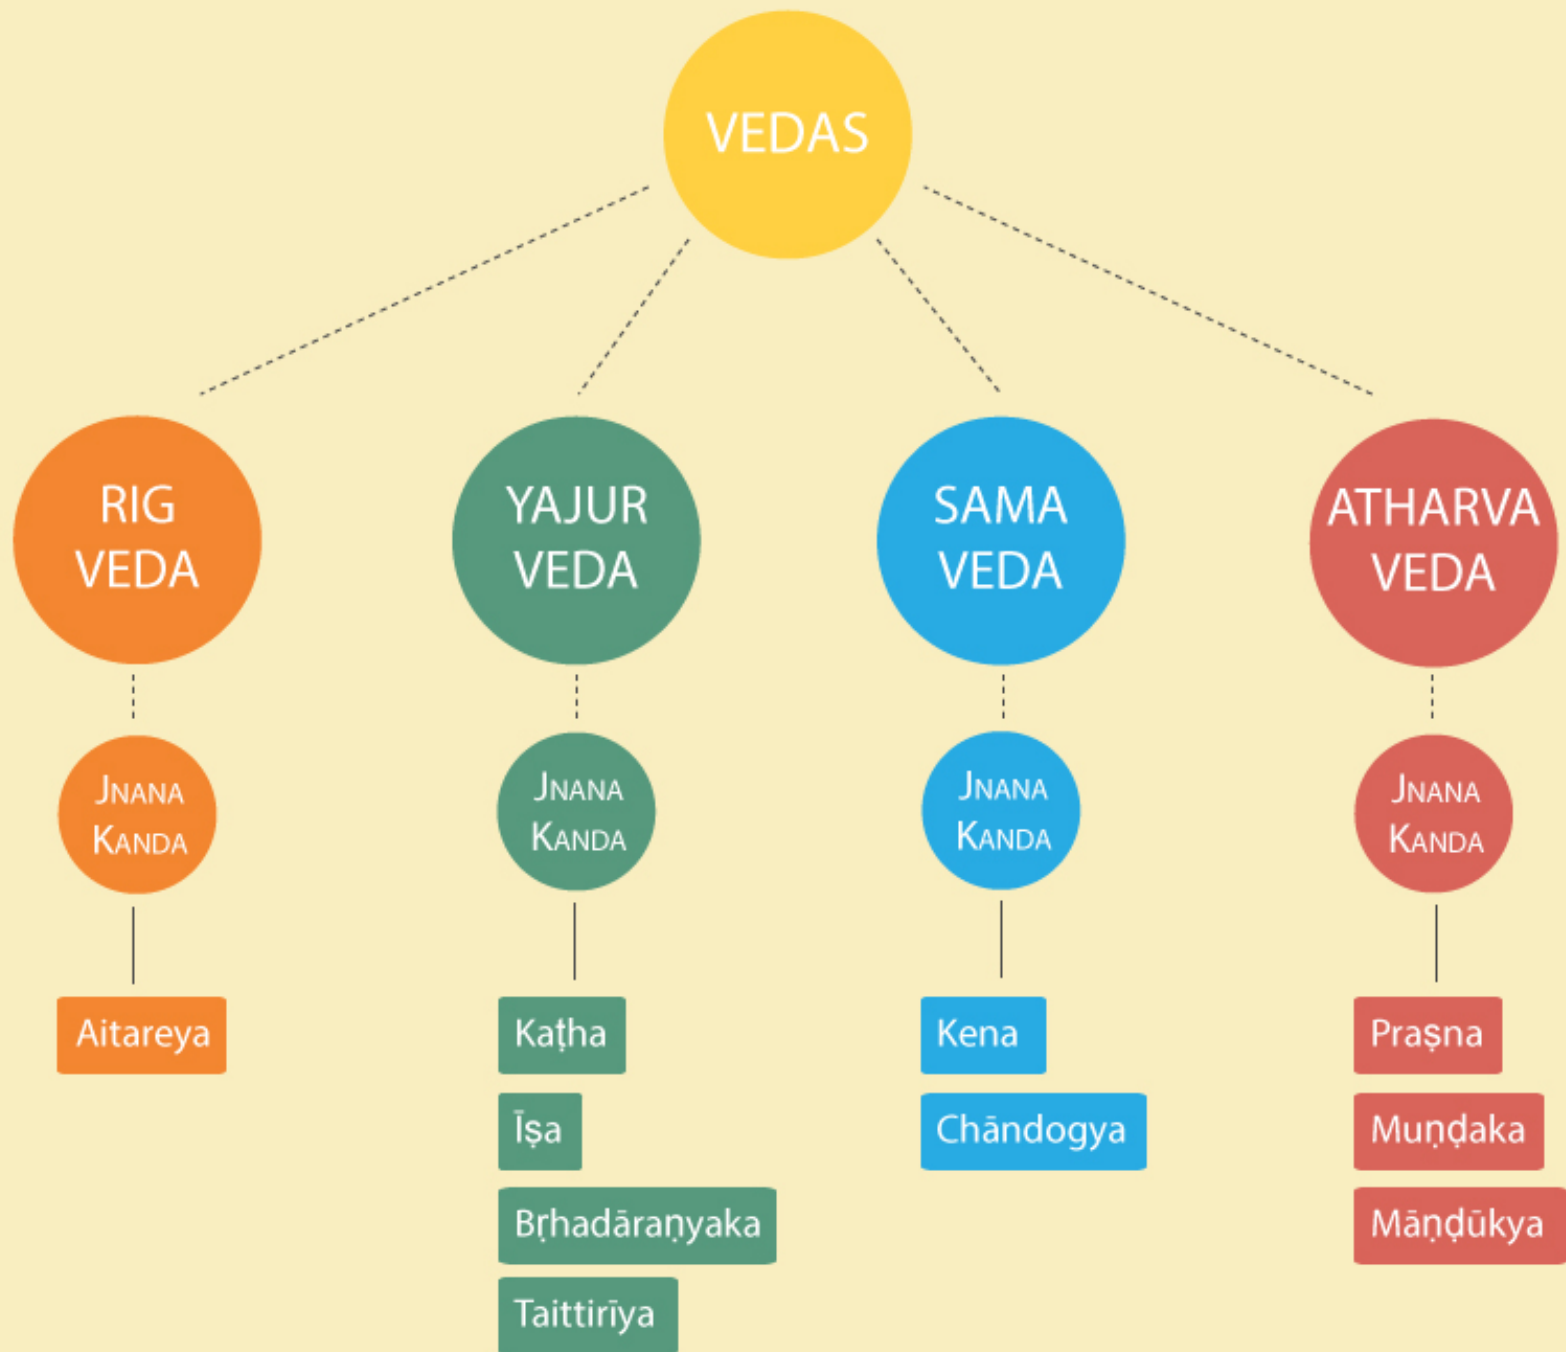 VEDAS
RIG
VEDA
YAJUR
VEDA
SAMA
VEDA
ATHARVA
VEDA
JNANA
KANDA
JNANA
KANDA
JNANA
KANDA
JNANA
KANDA
Aitareya
Kaṭha
Īṣa
Bṛhadāraṇyaka
Taittirīya
Kena
Chāndogya
Praṣna
Muṇḍaka
Māṇḍūkya